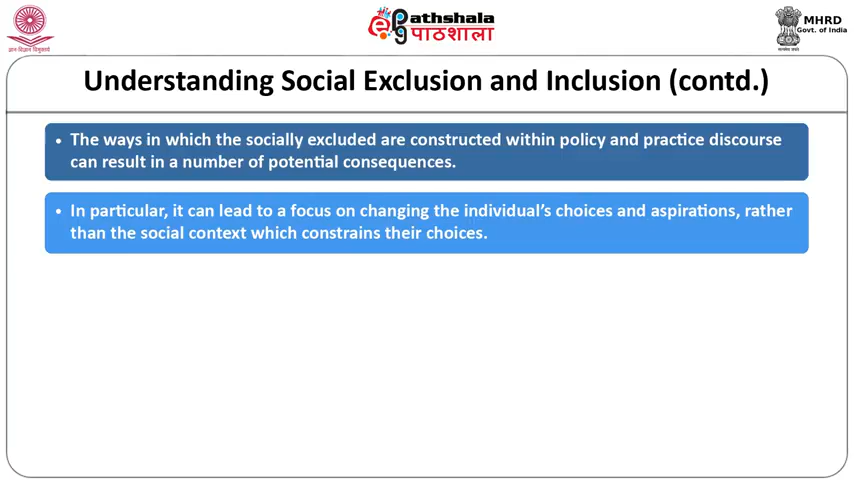 ePathshala
पाठशाला
MHRD
Govt. of India
Understanding Social Exclusion and Inclusion (contd.)
• The ways in which the socially excluded are constructed within policy and practice discourse
can result in a number of potential consequences.
• In particular, it can lead to a focus on changing the individual's choices and aspirations, rather
than the social context which constrains their choices.